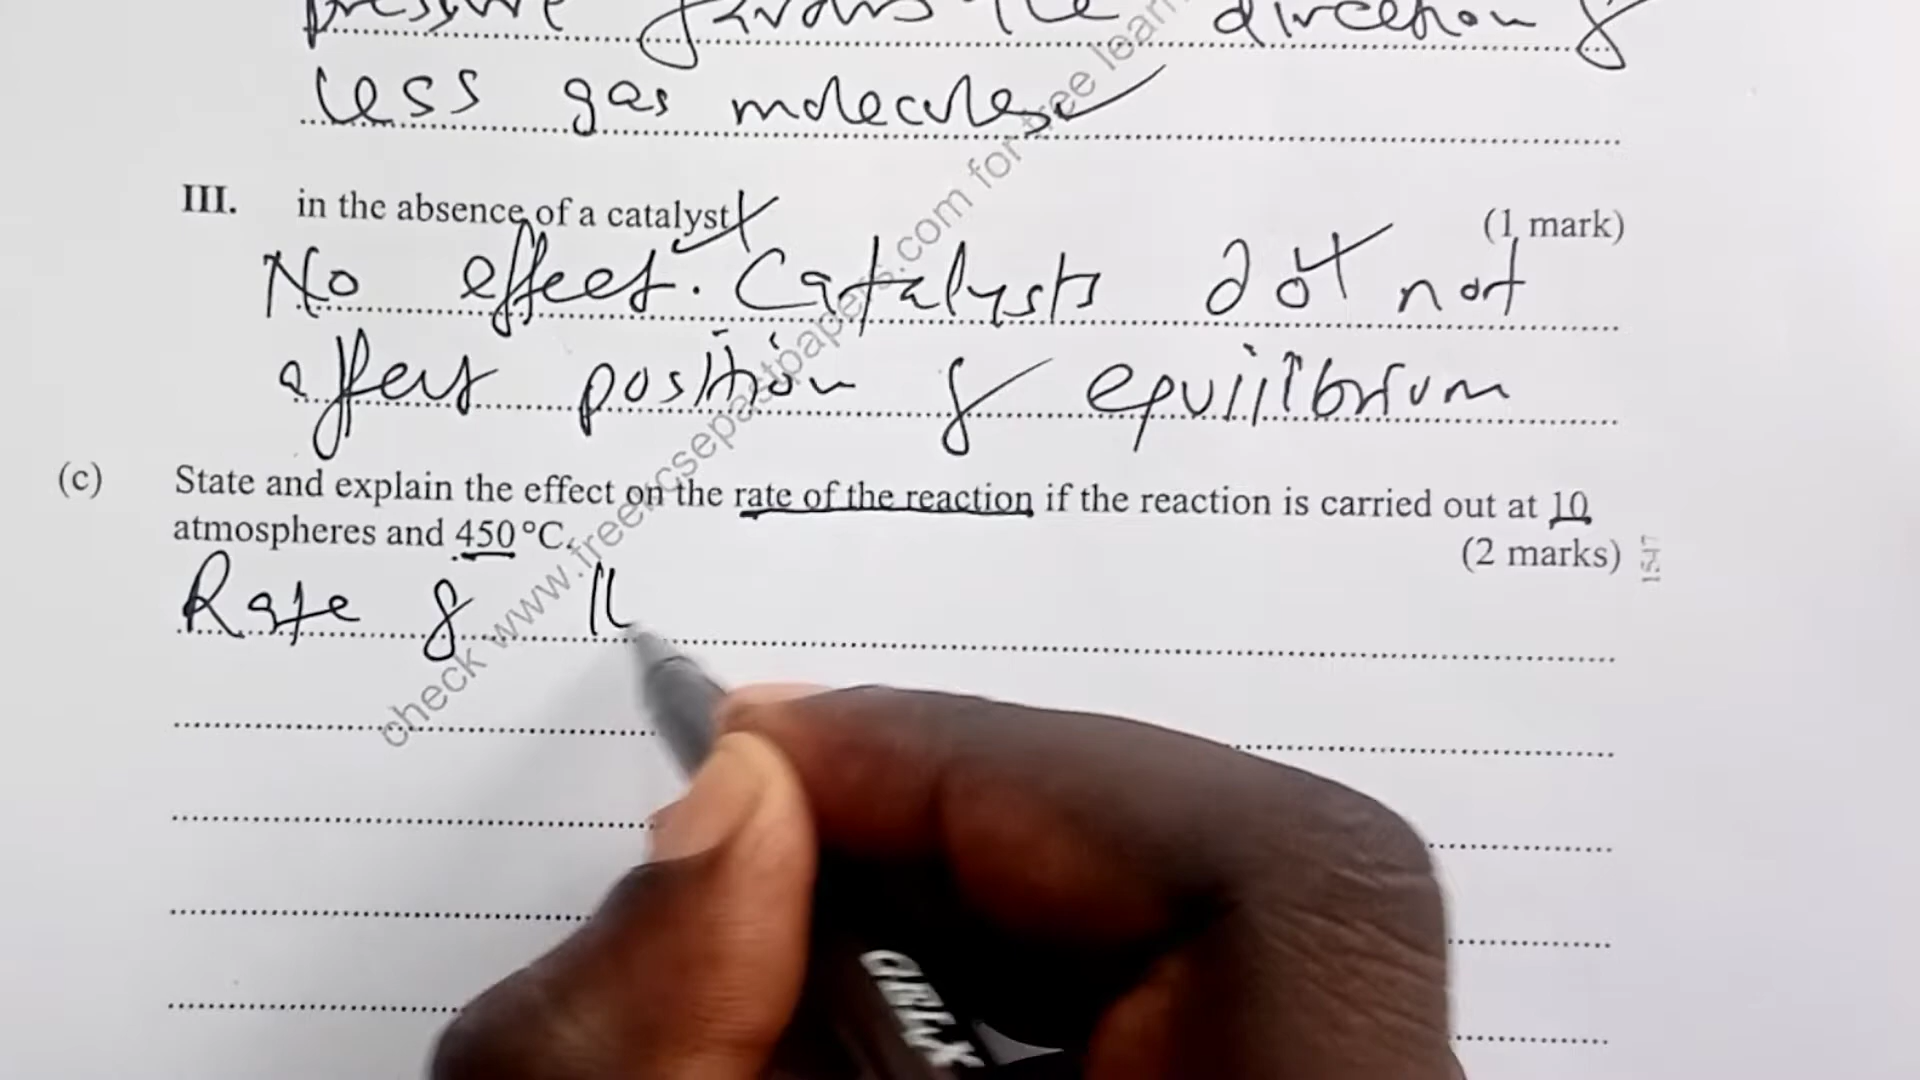 pressure favours the direction of
less gas molecules
III. in the absence of a catalyst (1 mark)
No effect. Catalysts do not
affect position of equilibrium
(c) State and explain the effect on the rate of the reaction if the reaction is carried out at 10
atmospheres and 450°C. (2 marks)
Rate of
check www.freekcsepastpapers.com for free learn